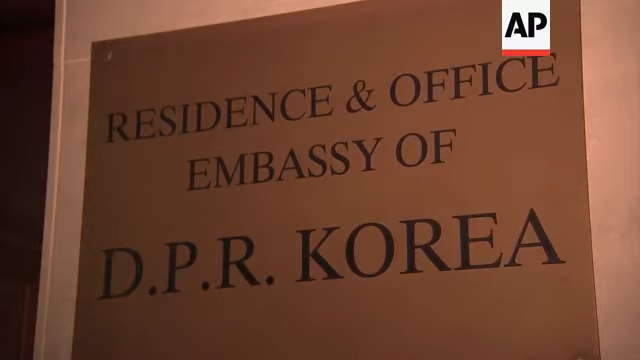 AP
RESIDENCE & OFFICE
EMBASSY OF
D.P.R. KOREA